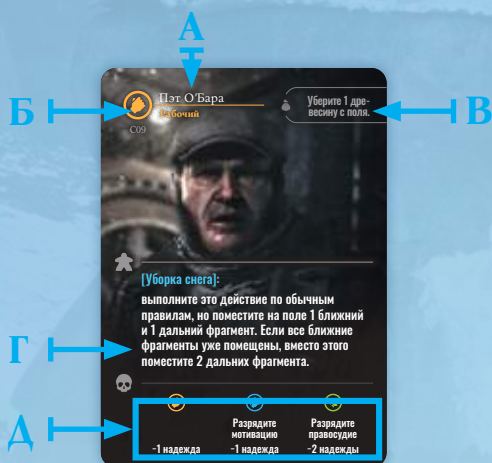 А
Б
Пэт О'Бара
Рабочий
C09
Уберите 1 дре-
весину с поля.
В
[Уборка снега]:
выполните это действие по обычным
правилам, но поместите на поле 1 ближний
и 1 дальний фрагмент. Если все ближние
фрагменты уже помещены, вместо этого
поместите 2 дальних фрагмента.
Г
Д
-1 надежда
Разрядите
мотивацию
-1 надежда
Разрядите
правосудие
-2 надежды